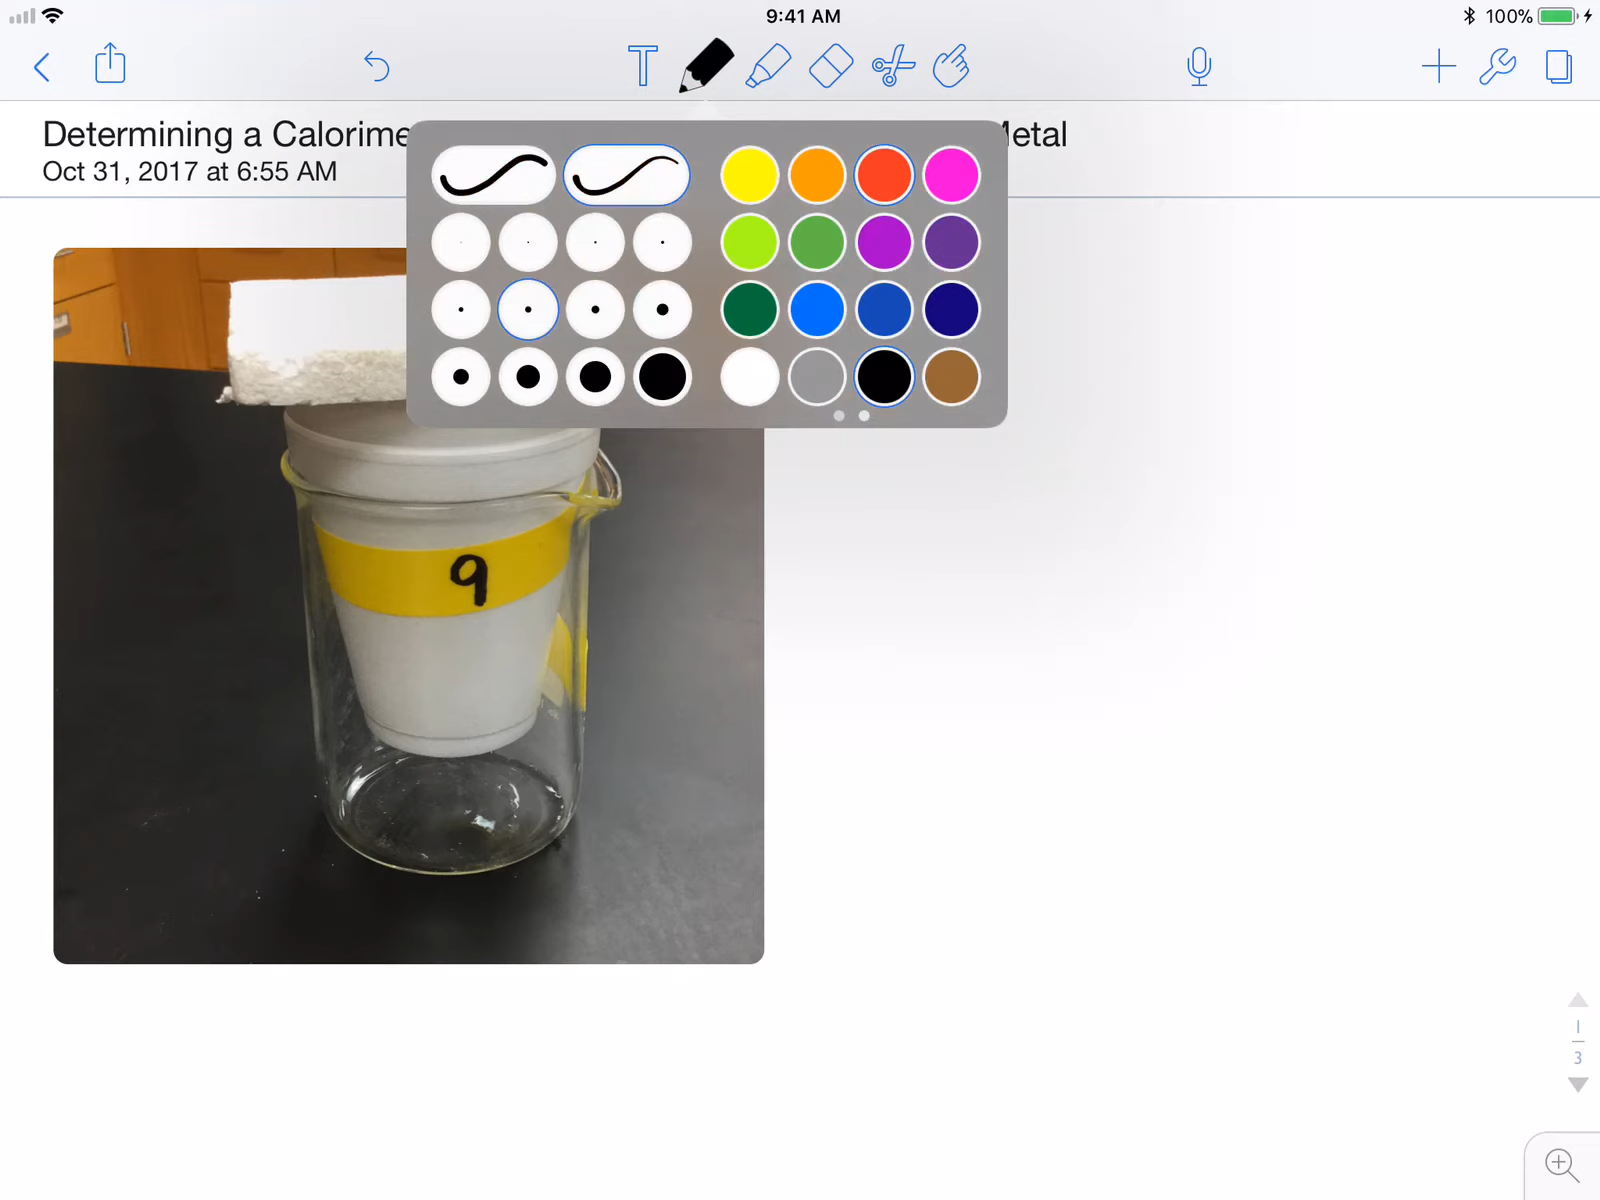 9:41 AM
100%
T
Determining a Calorime etal
Oct 31, 2017 at 6:55 AM
9
1
3